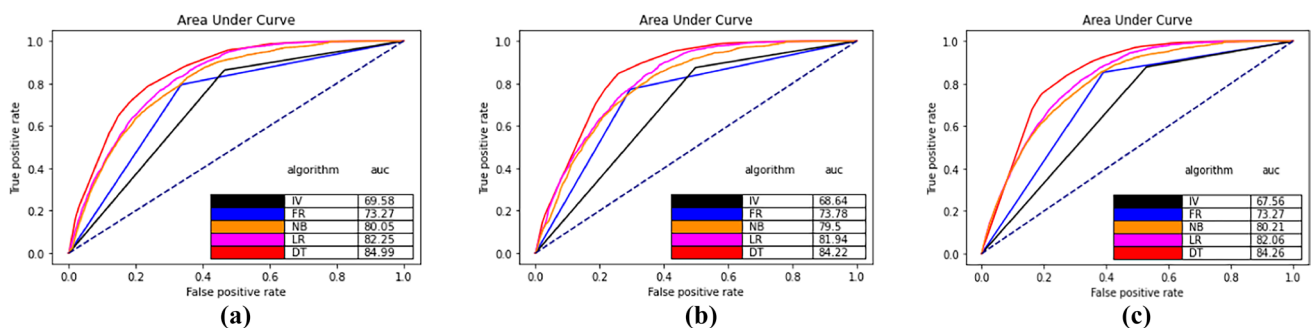 Area Under Curve
True positive rate
1.0
0.8
0.6
0.4
0.2
0.0
algorithm auc
IV 69.58
FR 73.27
NB 80.05
LR 82.25
DT 84.99
0.0 0.2 0.4 0.6 0.8 1.0
False positive rate
(a)
Area Under Curve
True positive rate
1.0
0.8
0.6
0.4
0.2
0.0
algorithm auc
IV 68.64
FR 73.78
NB 79.5
LR 81.94
DT 84.22
0.0 0.2 0.4 0.6 0.8 1.0
False positive rate
(b)
Area Under Curve
True positive rate
1.0
0.8
0.6
0.4
0.2
0.0
algorithm auc
IV 67.56
FR 73.27
NB 80.21
LR 82.06
DT 84.26
0.0 0.2 0.4 0.6 0.8 1.0
False positive rate
(c)